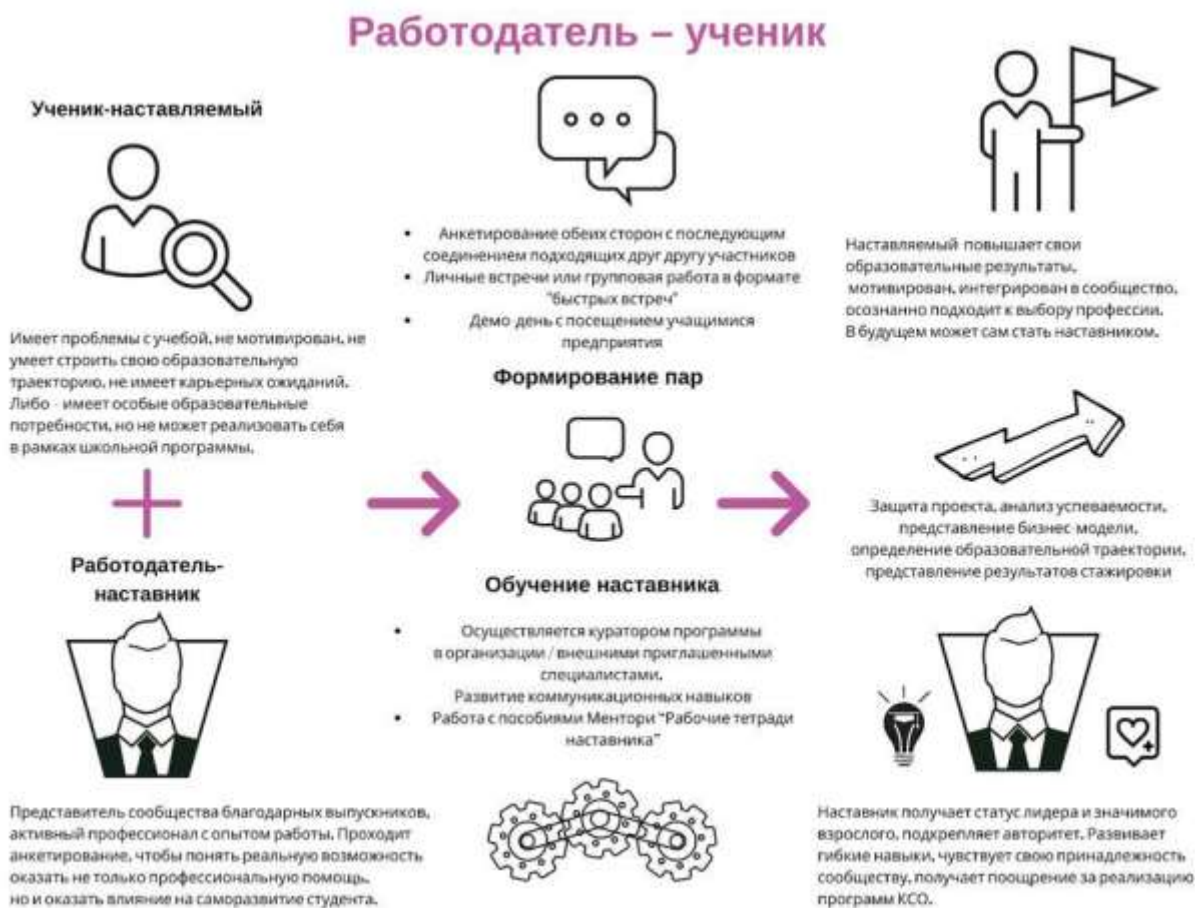 Работодатель – ученик
Ученик-наставляемый
Имеет проблемы с учебой, не мотивирован, не
умеет строить свою образовательную
траекторию, не имеет карьерных ожиданий.
Либо - имеет особые образовательные
потребности, но не может реализовать себя
в рамках школьной программы.
Работодатель-
наставник
Представитель сообщества благодарных выпускников,
активный профессионал с опытом работы. Проходит
анкетирование, чтобы понять реальную возможность
оказать не только профессиональную помощь,
но и оказать влияние на саморазвитие студента.
• Анкетирование обеих сторон с последующим
соединением подходящих друг другу участников
• Личные встречи или групповая работа в формате
"быстрых встреч"
• Демо-день с посещением учащимися
предприятия
Формирование пар
Обучение наставника
• Осуществляется куратором программы
в организации / внешними приглашенными
специалистами.
Развитие коммуникационных навыков
• Работа с пособиями Ментори "Рабочие тетради
наставника"
Наставляемый повышает свои
образовательные результаты,
мотивирован, интегрирован в сообщество,
осознанно подходит к выбору профессии.
В будущем может сам стать наставником.
Защита проекта, анализ успеваемости,
представление бизнес-модели,
определение образовательной траектории,
представление результатов стажировки
Наставник получает статус лидера и значимого
взрослого, подкрепляет авторитет. Развивает
гибкие навыки, чувствует свою принадлежность
сообществу, получает поощрение за реализацию
программ КСО.